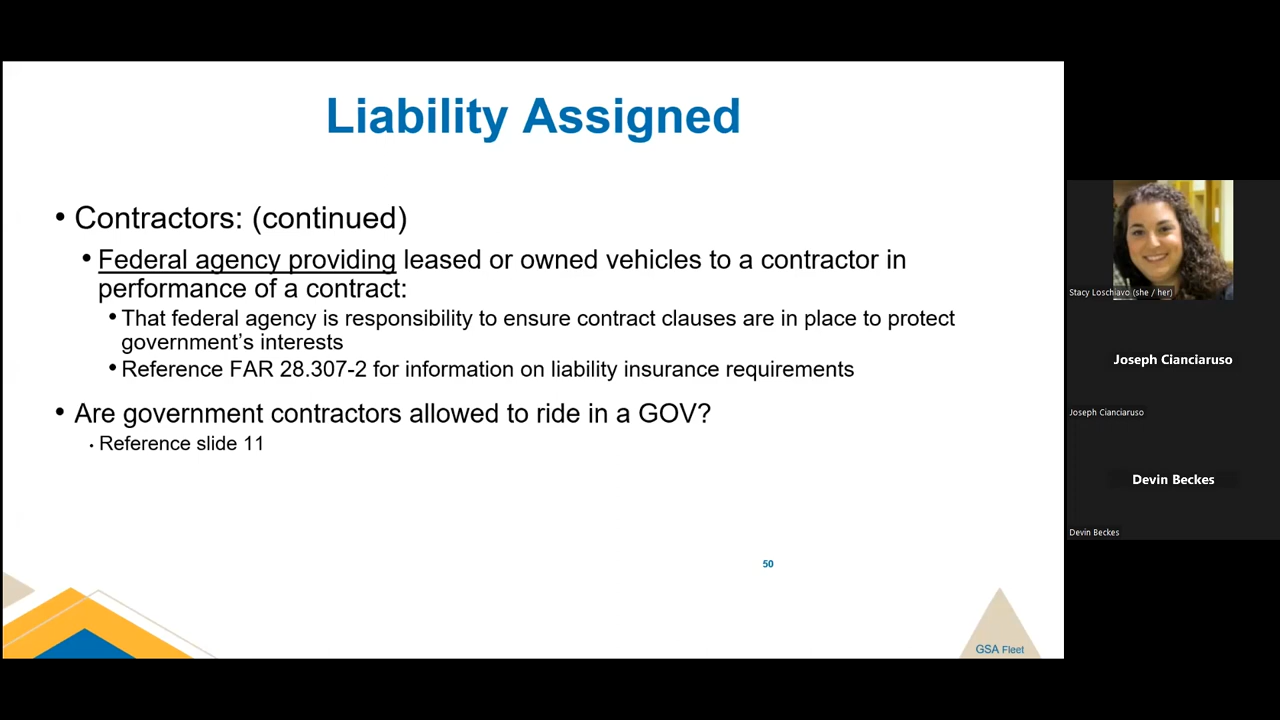 Liability Assigned
• Contractors: (continued)
• Federal agency providing leased or owned vehicles to a contractor in
performance of a contract:
• That federal agency is responsibility to ensure contract clauses are in place to protect
government’s interests
• Reference FAR 28.307-2 for information on liability insurance requirements
• Are government contractors allowed to ride in a GOV?
• Reference slide 11
50
GSA Fleet
Stacy Loschiavo (she / her)
Joseph Cianciaruso
Joseph Cianciaruso
Devin Beckes
Devin Beckes